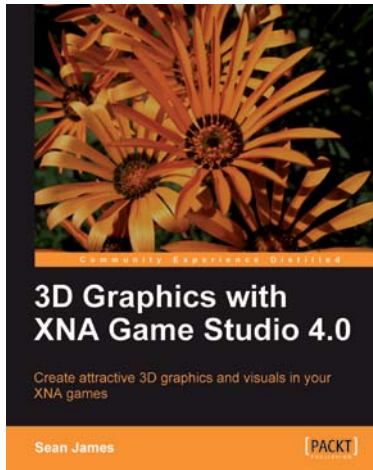 Community Experience Distilled
3D Graphics with
XNA Game Studio 4.0
Create attractive 3D graphics and visuals in your
XNA games
Sean James
[PACKT]
PUBLISHING